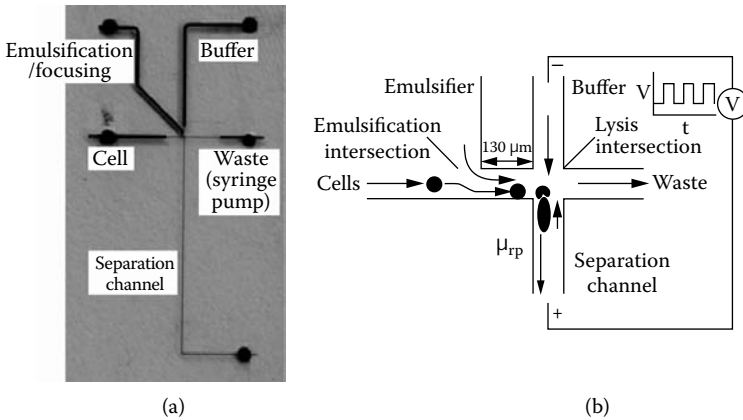 Emulsification
/focusing
Buffer
Cell
Waste
(syringe
pump)
Separation
channel
(a)
Emulsifier
Buffer
V
t
V
Emulsification
intersection
130 µm
Lysis
intersection
Cells
Waste
µrp
Separation
channel
−
+
(b)